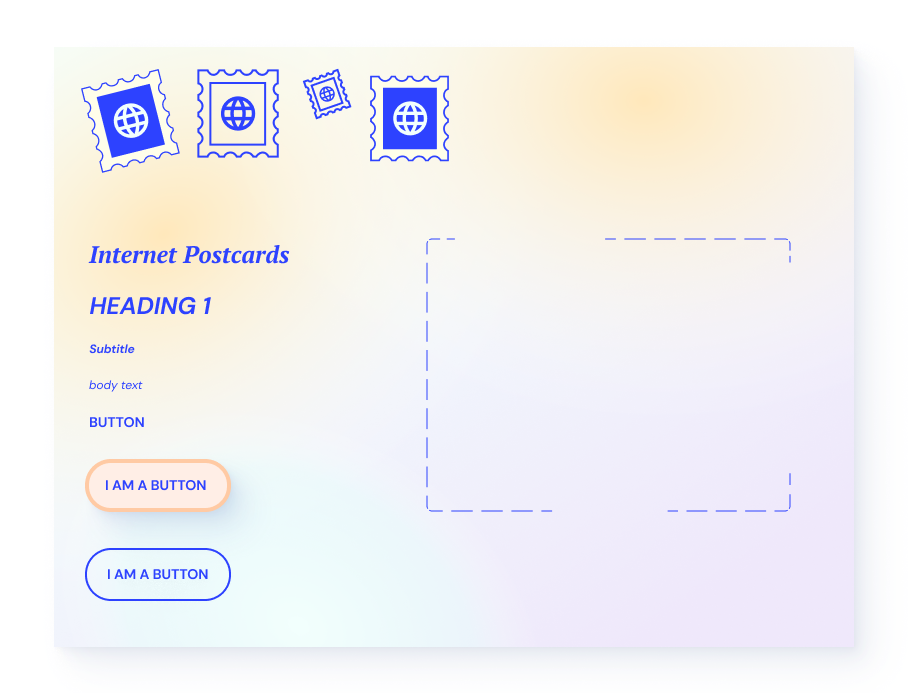 Internet Postcards
HEADING 1
Subtitle
body text
BUTTON
I AM A BUTTON
I AM A BUTTON